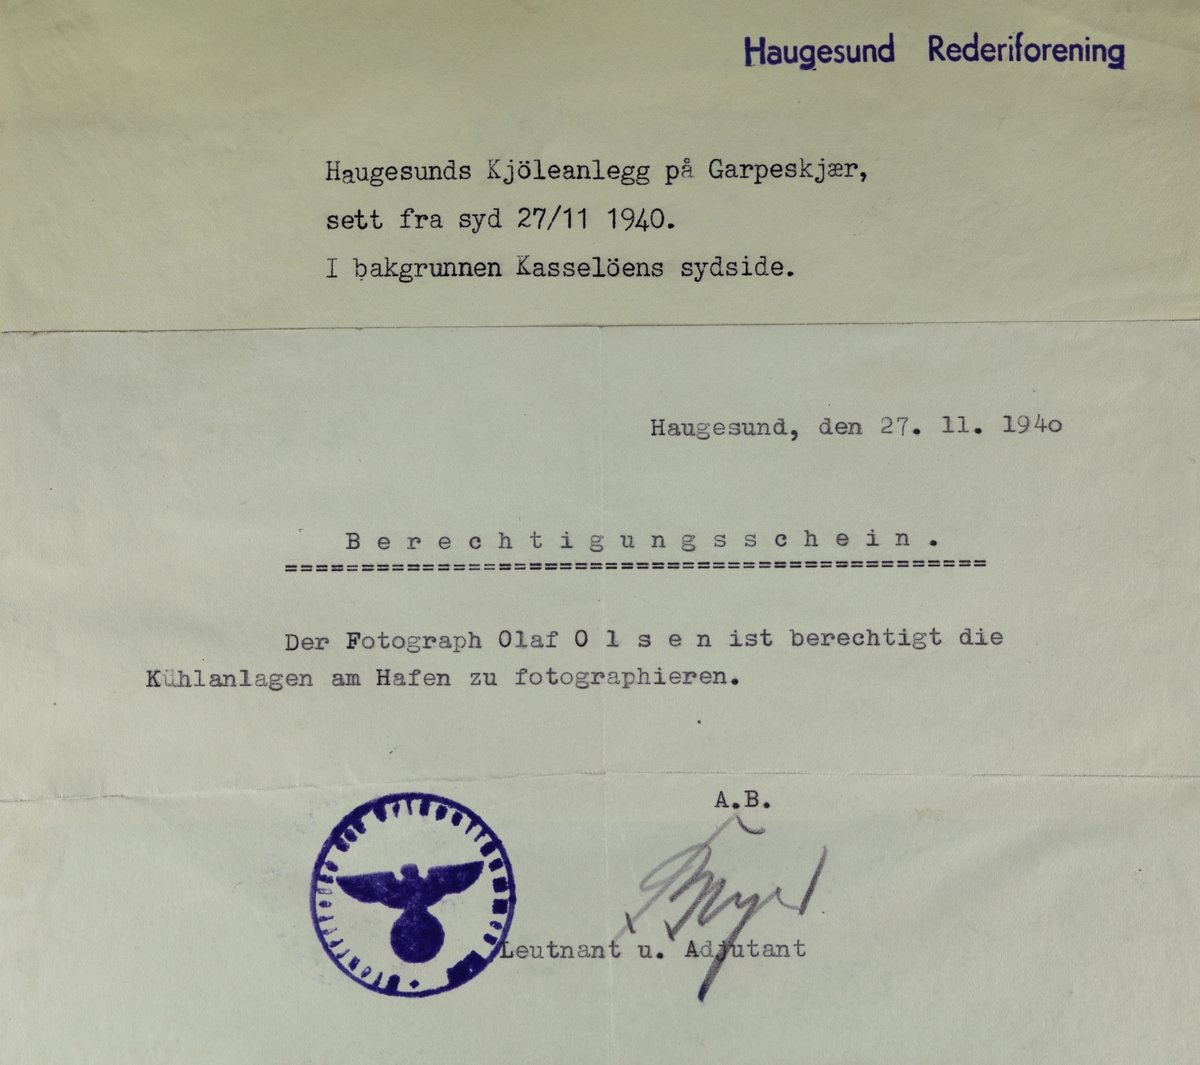 Haugesund Rederiforening
Haugesunds Kjöleanlegg på Garpeskjær,
sett fra syd 27/11 1940.
I bakgrunnen Kasselöens sydside.
Haugesund, den 27. 11. 1940
B e r e c h t i g u n g s s c h e i n .
==============================================
Der Fotograph Olaf O l s e n ist berechtigt die
Kühlanlagen am Hafen zu fotographieren.
A.B.
Leutnant u. Adjutant